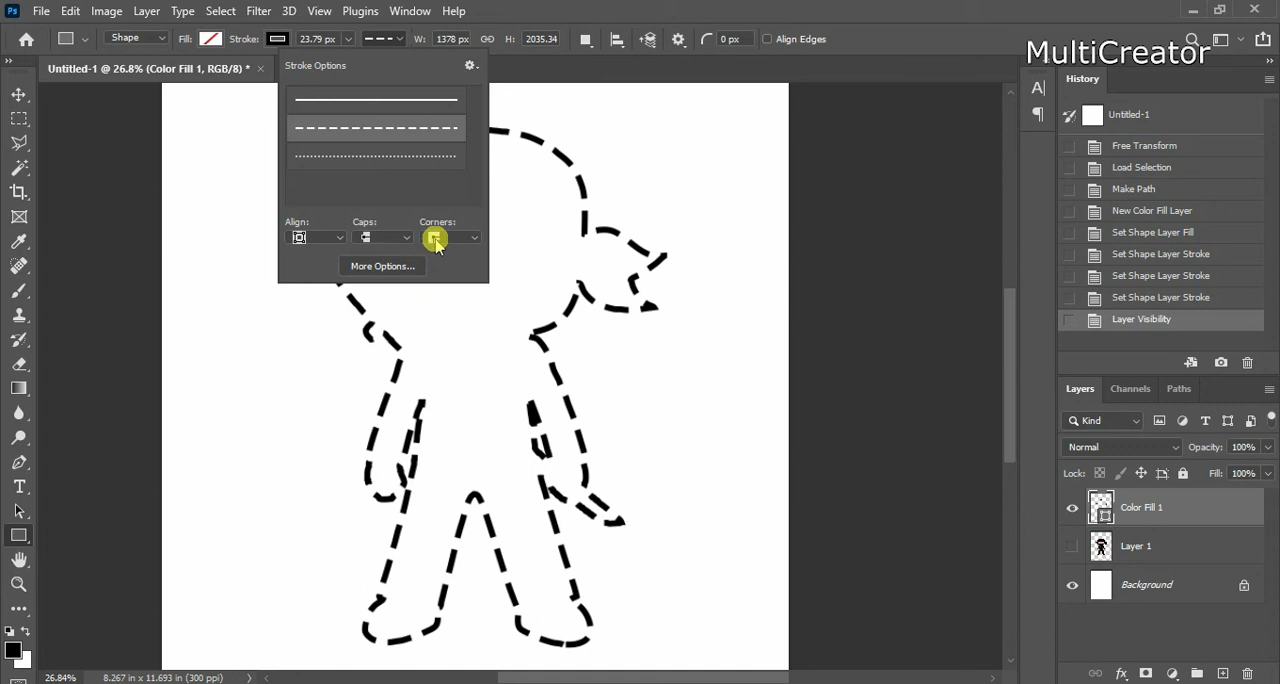 Ps File Edit Image Layer Type Select Filter 3D View Plugins Window Help
Shape Fill: Stroke: 23.79 px W: 1378 px H: 2035.34 0 px Align Edges
MultiCreator
Untitled-1 @ 26.8% (Color Fill 1, RGB/8) *
Stroke Options
Align: Caps: Corners:
More Options...
History
Untitled-1
Free Transform
Load Selection
Make Path
New Color Fill Layer
Set Shape Layer Fill
Set Shape Layer Stroke
Set Shape Layer Stroke
Set Shape Layer Stroke
Layer Visibility
Layers Channels Paths
Kind
Normal Opacity: 100%
Lock: Fill: 100%
Color Fill 1
Layer 1
Background
26.84% 8.267 in x 11.693 in (300 ppi)